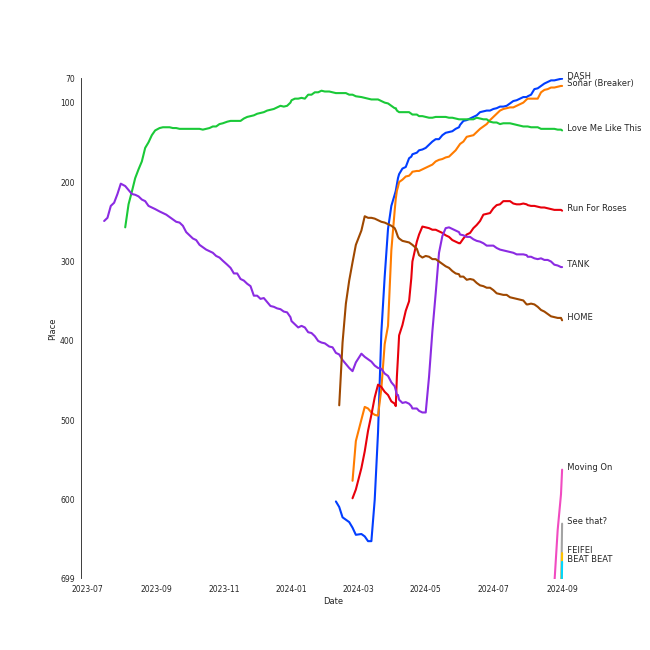 70
100
200
300
400
500
600
699
Place
2023-07
2023-09
2023-11
2024-01
2024-03
2024-05
2024-07
2024-09
Date
DASH
Sonar (Breaker)
Love Me Like This
Run For Roses
TANK
HOME
Moving On
See that?
FEIFEI
BEAT BEAT